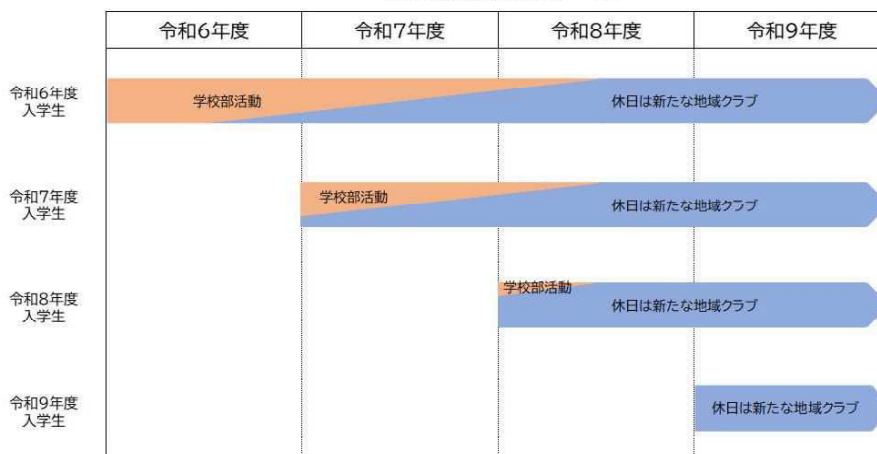 令和6年度 令和7年度 令和8年度 令和9年度
令和6年度
入学生
学校部活動
休日は新たな地域クラブ
令和7年度
入学生
学校部活動
休日は新たな地域クラブ
令和8年度
入学生
学校部活動
休日は新たな地域クラブ
令和9年度
入学生
休日は新たな地域クラブ